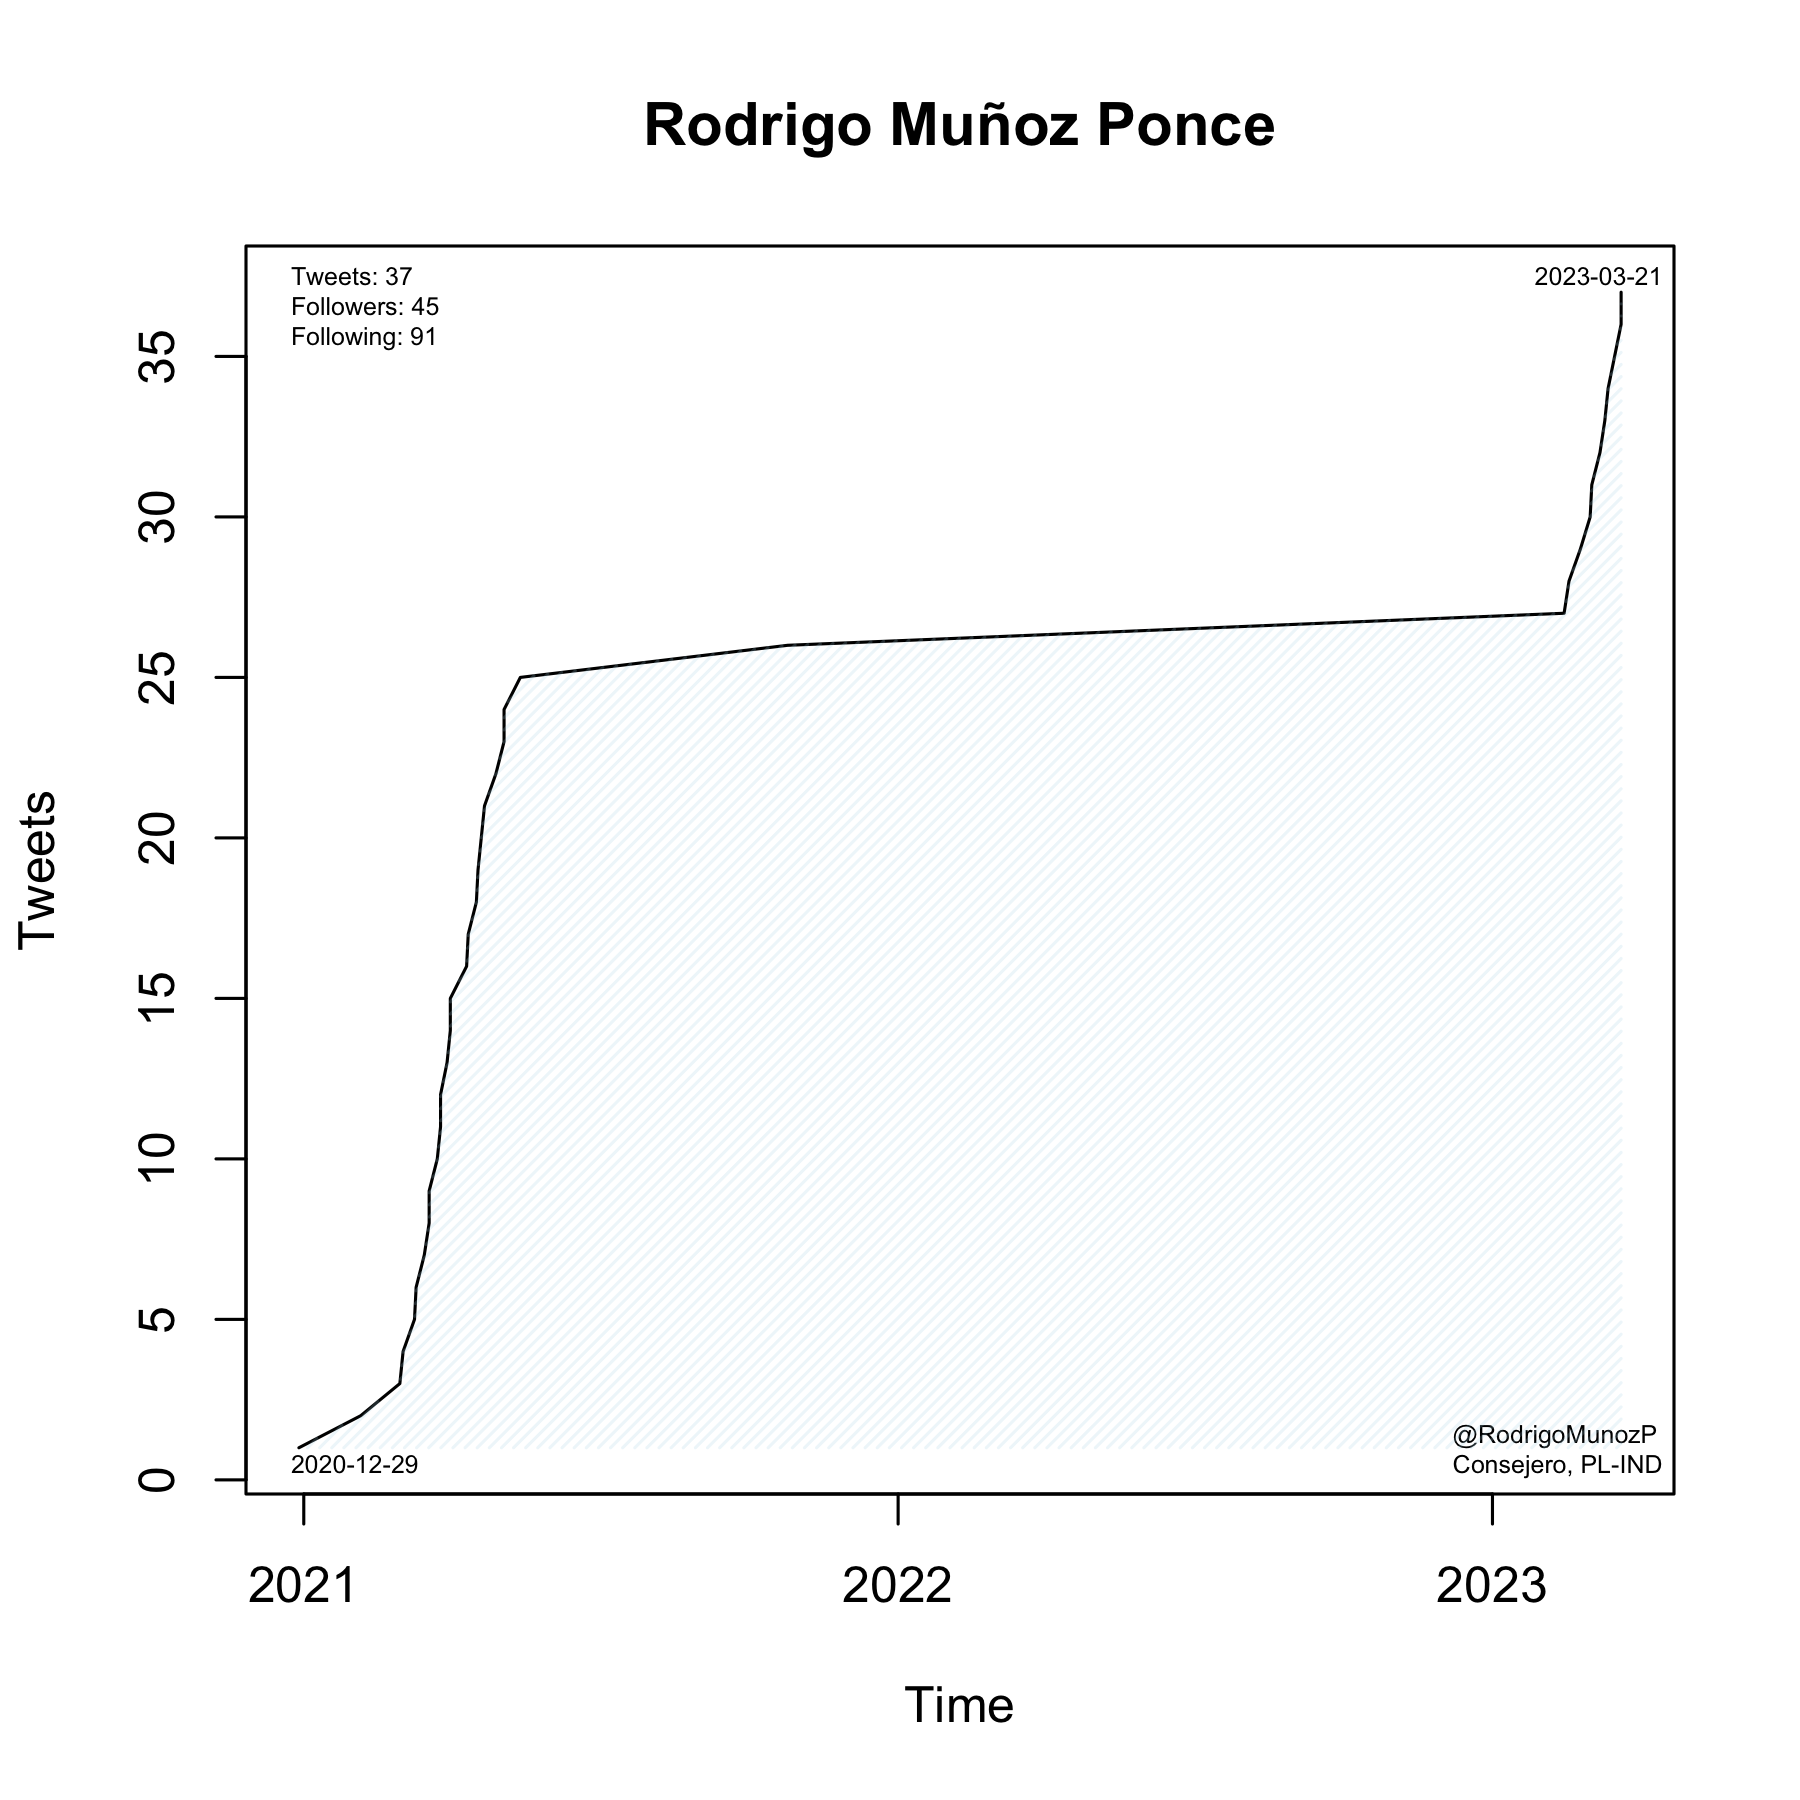 Rodrigo Muñoz Ponce
Tweets: 37
Followers: 45
Following: 91
2023-03-21
35
30
25
20
15
10
5
0
Tweets
@RodrigoMunozP
Consejero, PL-IND
2020-12-29
2021
2022
2023
Time